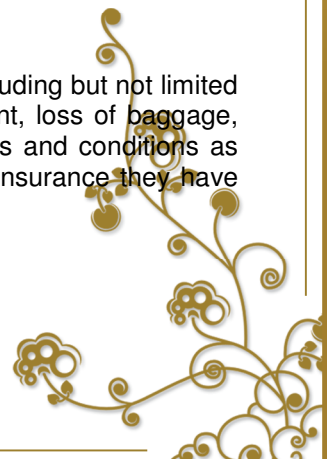 uding but not limited
nt, loss of baggage,
s and conditions as
nsurance they have